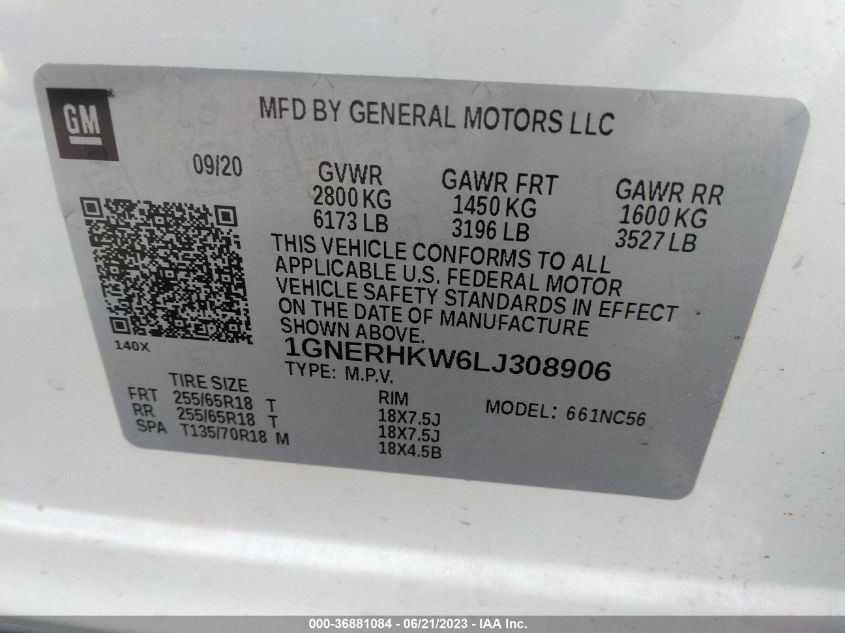 GM
MFD BY GENERAL MOTORS LLC
09/20
GVWR
2800 KG
6173 LB
GAWR FRT
1450 KG
3196 LB
GAWR RR
1600 KG
3527 LB
THIS VEHICLE CONFORMS TO ALL
APPLICABLE U.S. FEDERAL MOTOR
VEHICLE SAFETY STANDARDS IN EFFECT
ON THE DATE OF MANUFACTURE
SHOWN ABOVE.
140X
1GNERHKW6LJ308906
TYPE: M.P.V.
TIRE SIZE
FRT 255/65R18 T
RR 255/65R18 T
SPA T135/70R18 M
RIM
18X7.5J
18X7.5J
18X4.5B
MODEL: 661NC56
000-36881084 - 06/21/2023 - IAA Inc.